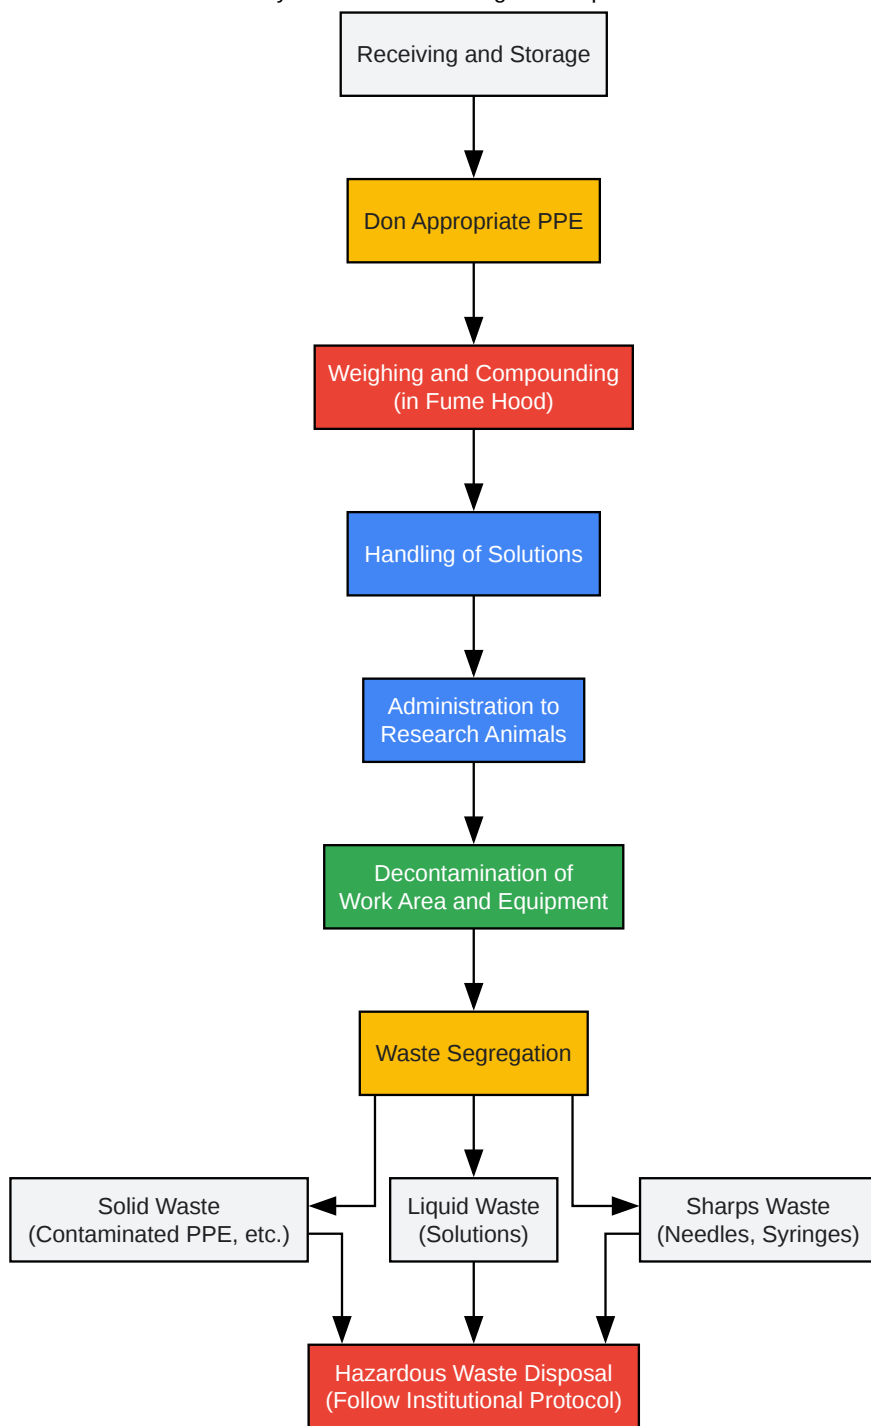 Receiving and Storage
Don Appropriate PPE
Weighing and Compounding
(in Fume Hood)
Handling of Solutions
Administration to
Research Animals
Decontamination of
Work Area and Equipment
Waste Segregation
Solid Waste
(Contaminated PPE, etc.)
Liquid Waste
(Solutions)
Sharps Waste
(Needles, Syringes)
Hazardous Waste Disposal
(Follow Institutional Protocol)